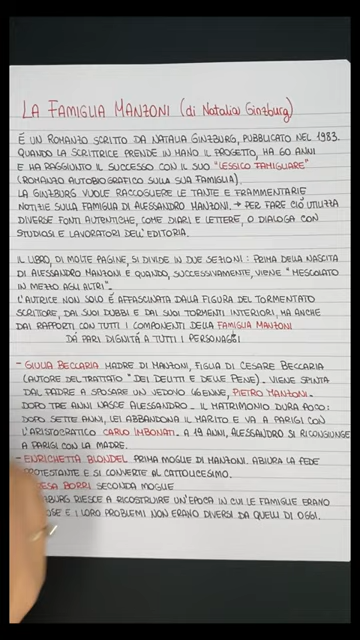 LA FAMIGLIA MANZONI (di Natalia Ginzburg)
É UN ROMANZO SCRITTO DA NATALIA GINZBURG, PUBBLICATO NEL 1983.
QUANDO LA SCRITTRICE PRENDE IN MANO IL PROGETTO, HA 60 ANNI
E HA RAGGIUNTO IL SUCCESSO CON IL SUO "LESSICO FAMIGLIARE"
(ROMANZO AUTOBIOGRAFICO SULLA SUA FAMIGLIA).
LA GINZBURG VUOLE RACCOGLIERE LE TANTE E FRAMMENTARIE
NOTIZIE SULLA FAMIGLIA DI ALESSANDRO MANZONI. → PER FARE CIO' UTILIZZA
DIVERSE FONTI AUTENTICHE, COME DIARI E LETTERE, O DIALOGA CON
STUDIOSI E LAVORATORI DELL'EDITORIA.
IL LIBRO, DI MOLTE PAGINE, SI DIVIDE IN DUE SEZIONI: PRIMA DELLA NASCITA
DI ALESSANDRO MANZONI E QUANDO, SUCCESSIVAMENTE, VIENE "MESCOLATO
IN MEZZO AGLI ALTRI".
L'AUTRICE NON SOLO É AFFASCINATA DALLA FIGURA DEL TORMENTATO
SCRITTORE, DAI SUOI DUBBI E DAI SUOI TORMENTI INTERIORI, MA ANCHE
DAI RAPPORTI CON TUTTI I COMPONENTI DELLA FAMIGLIA MANZONI
DÁ PARI DIGNITÁ A TUTTI I PERSONAGGI
- GIULIA BECCARIA MADRE DI MANZONI, FIGLIA DI CESARE BECCARIA
(AUTORE DEL TRATTATO "DEI DELITTI E DELLE PENE). VIENE SPINTA
DAL PADRE A SPOSARE UN VEDOVO 46ENNE, PIETRO MANZONI.
DOPO TRE ANNI NASCE ALESSANDRO. IL MATRIMONIO DURA POCO:
DOPO SETTE ANNI, LEI ABBANDONA IL MARITO E VA A PARIGI CON
L'ARISTOCRATICO CARLO IMBONATI. A 19 ANNI, ALESSANDRO SI RICONGIUNGE
A PARIGI CON LA MADRE.
- ENRICHETTA BLONDEL PRIMA MOGLIE DI MANZONI. ABIURA LA FEDE
PROTESTANTE E SI CONVERTE AL CATTOLICESIMO.
BORRI SECONDA MOGLIE
RIESCE A RICOSTRUIRE UN'EPOCA IN CUI LE FAMIGLIE ERANO
E I LORO PROBLEMI NON ERANO DIVERSI DA QUELLI DI OGGI.